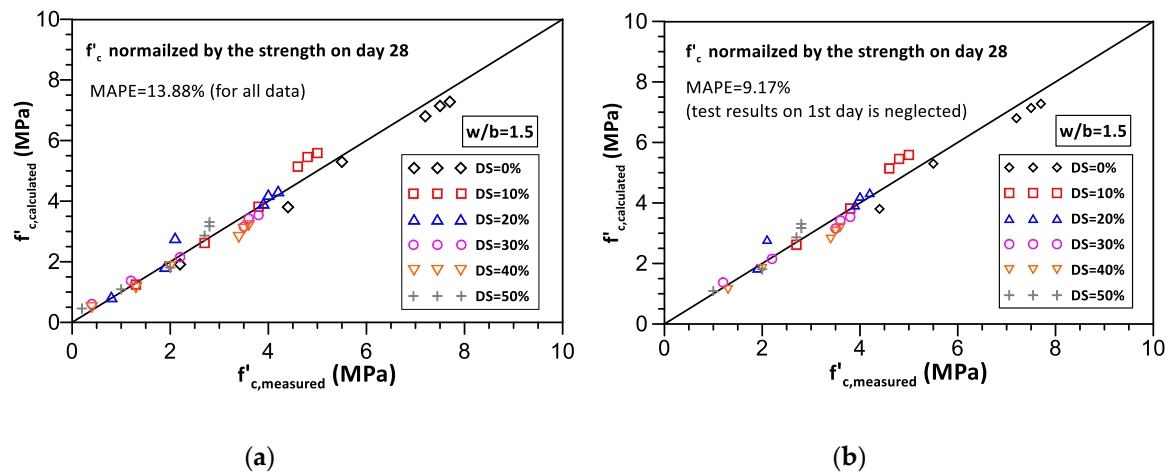 f'c normailzed by the strength on day 28
MAPE=13.88% (for all data)
w/b=1.5
DS=0%
DS=10%
DS=20%
DS=30%
DS=40%
DS=50%
f'c,calculated (MPa)
10
8
6
4
2
0
0 2 4 6 8 10
f'c,measured (MPa)
(a)
f'c normailzed by the strength on day 28
MAPE=9.17%
(test results on 1st day is neglected)
w/b=1.5
DS=0%
DS=10%
DS=20%
DS=30%
DS=40%
DS=50%
f'c,calculated (MPa)
10
8
6
4
2
0
0 2 4 6 8 10
f'c,measured (MPa)
(b)